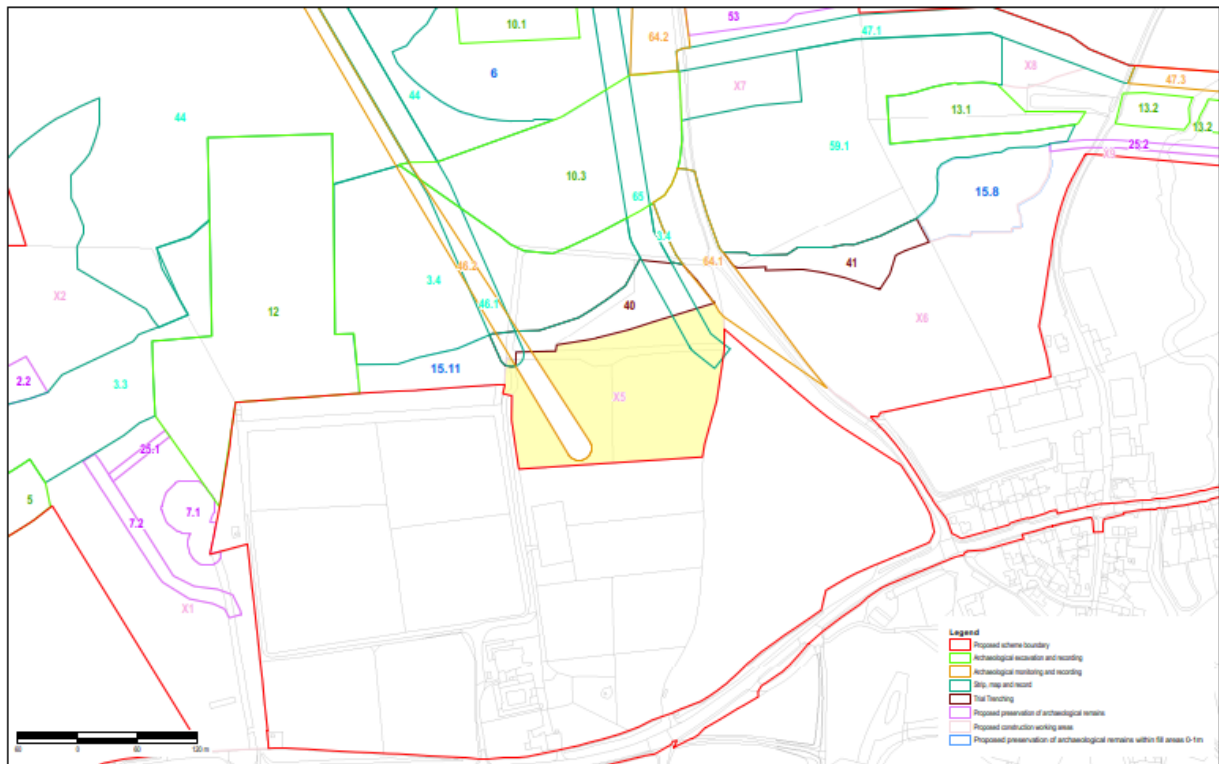 10.1
53
64.2
47.1
6
X7
X8
47.3
44
44
13.1
13.2
13.2
59.1
25.2
X9
10.3
65
15.8
3.4
X2
46.2
64.1
41
3.4
46.1
40
12
X6
15.11
2.2
3.3
X5
25.1
5
7.2
7.1
X1
Legend
Proposed scheme boundary
Archaeological excavation and recording
Archaeological monitoring and recording
Strip, map and record
Trial Trenching
Proposed preservation of archaeological remains
Proposed construction working areas
Proposed preservation of archaeological remains within fill areas 0-1m
60 0 60 120 m